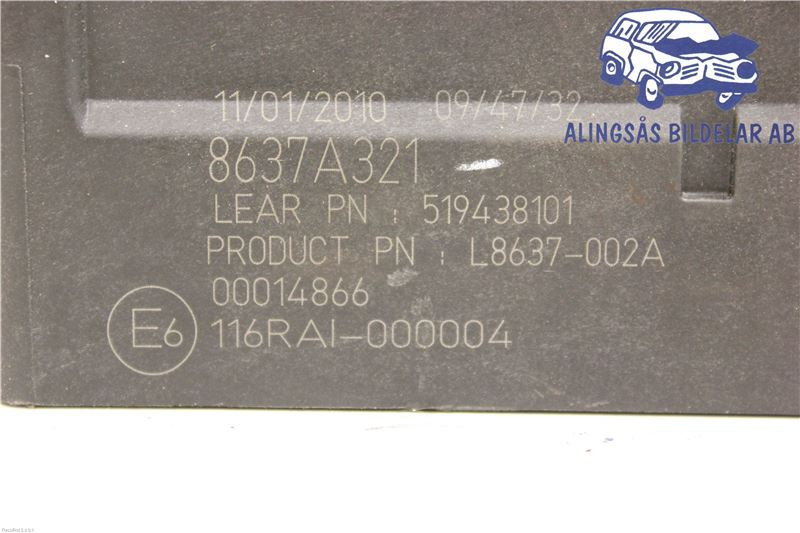 11/01/2010 09/47/32
ALINGSÅS BILDELAR AB
8637A321
LEAR PN : 519438101
PRODUCT PN : L8637-002A
00014866
E6 116RAI-000004